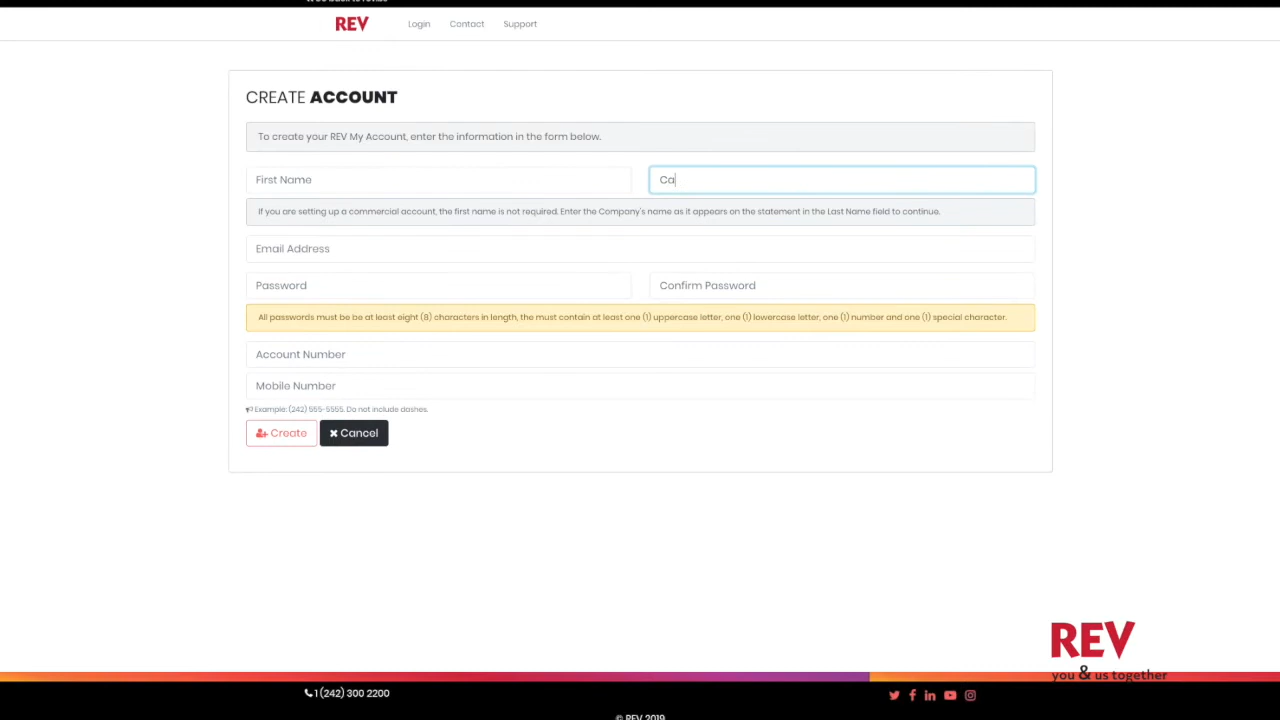 REV Login Contact Support
CREATE ACCOUNT
To create your REV My Account, enter the information in the form below.
First Name Ca
If you are setting up a commercial account, the first name is not required. Enter the Company's name as it appears on the statement in the Last Name field to continue.
Email Address
Password Confirm Password
All passwords must be be at least eight (8) characters in length, the must contain at least one (1) uppercase letter, one (1) lowercase letter, one (1) number and one (1) special character.
Account Number
Mobile Number
Example: (242) 555-5555. Do not include dashes.
Create Cancel
REV
you & us together
1 (242) 300 2200
© REV 2019